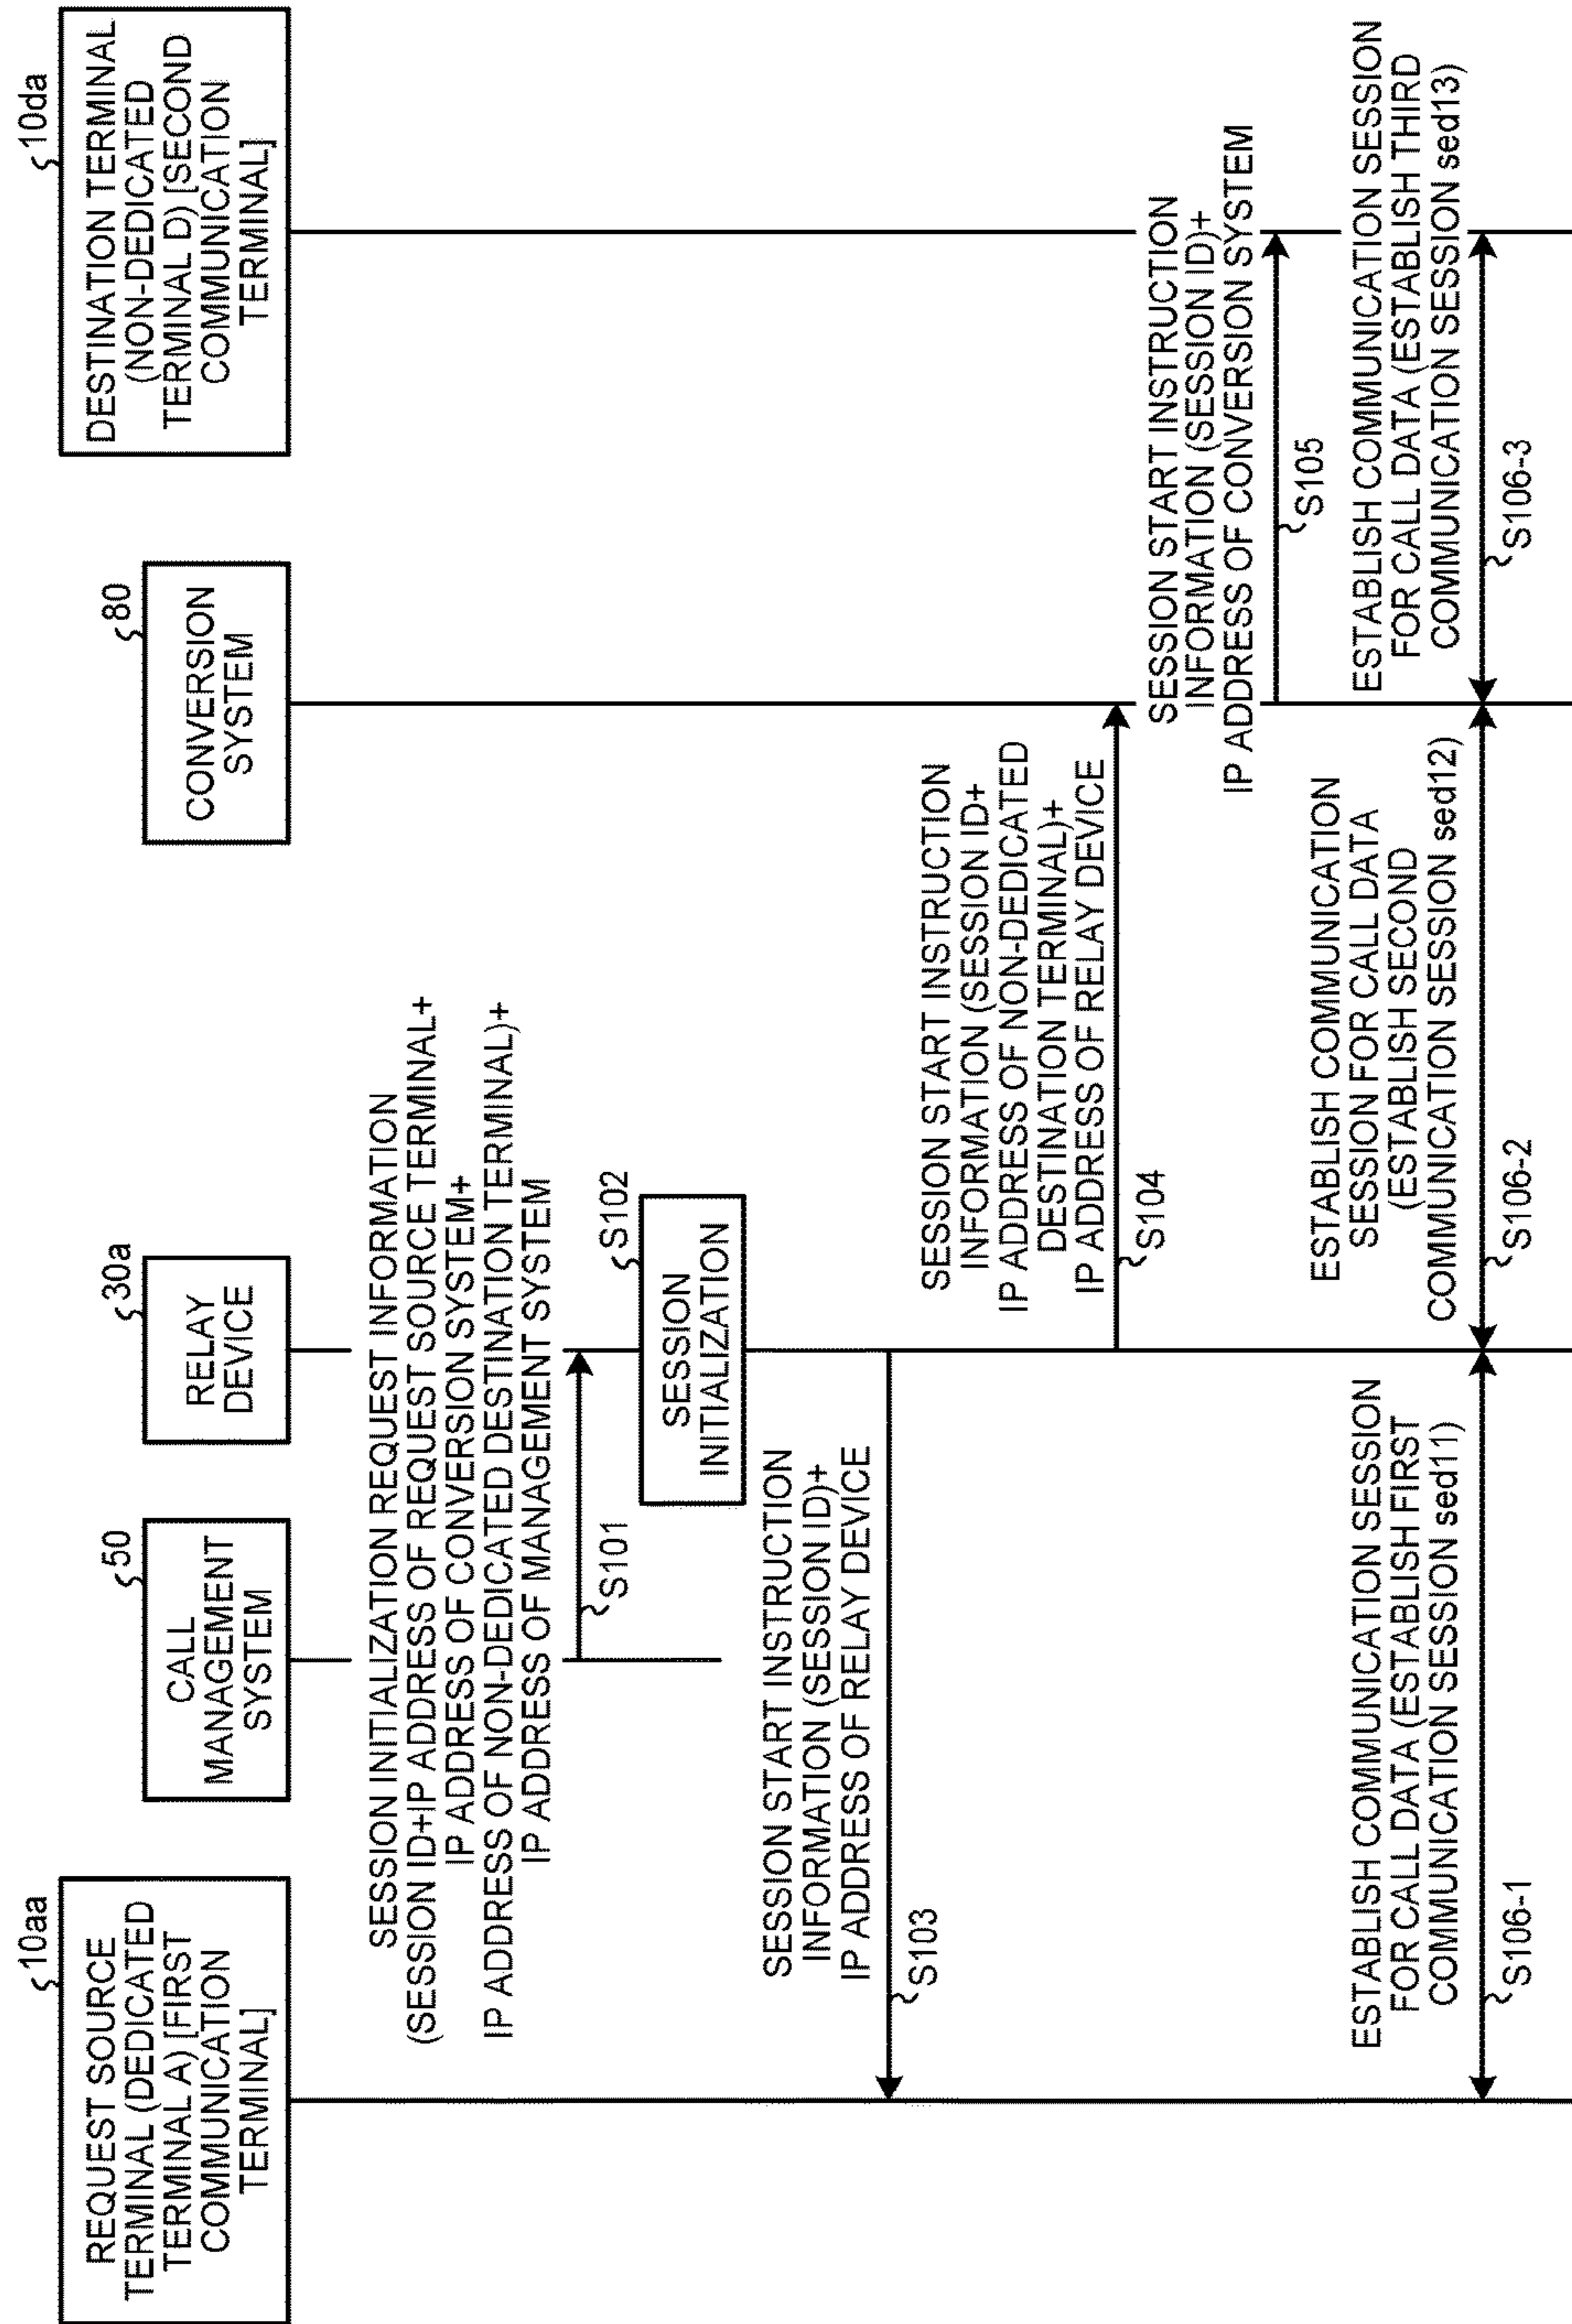 10aa
REQUEST SOURCE
TERMINAL (DEDICATED
TERMINAL A) [FIRST
COMMUNICATION
TERMINAL]
50
CALL
MANAGEMENT
SYSTEM
30a
RELAY
DEVICE
80
CONVERSION
SYSTEM
10da
DESTINATION TERMINAL
(NON-DEDICATED
TERMINAL D) [SECOND
COMMUNICATION
TERMINAL]
SESSION INITIALIZATION REQUEST INFORMATION
(SESSION ID+IP ADDRESS OF REQUEST SOURCE TERMINAL+
IP ADDRESS OF CONVERSION SYSTEM+
IP ADDRESS OF NON-DEDICATED DESTINATION TERMINAL)+
IP ADDRESS OF MANAGEMENT SYSTEM
S101
S102
SESSION
INITIALIZATION
SESSION START INSTRUCTION
INFORMATION (SESSION ID)+
IP ADDRESS OF RELAY DEVICE
S103
SESSION START INSTRUCTION
INFORMATION (SESSION ID+
IP ADDRESS OF NON-DEDICATED
DESTINATION TERMINAL)+
IP ADDRESS OF RELAY DEVICE
S104
SESSION START INSTRUCTION
INFORMATION (SESSION ID)+
IP ADDRESS OF CONVERSION SYSTEM
S105
ESTABLISH COMMUNICATION SESSION
FOR CALL DATA (ESTABLISH FIRST
COMMUNICATION SESSION sed11)
S106-1
ESTABLISH COMMUNICATION
SESSION FOR CALL DATA
(ESTABLISH SECOND
COMMUNICATION SESSION sed12)
S106-2
ESTABLISH COMMUNICATION SESSION
FOR CALL DATA (ESTABLISH THIRD
COMMUNICATION SESSION sed13)
S106-3